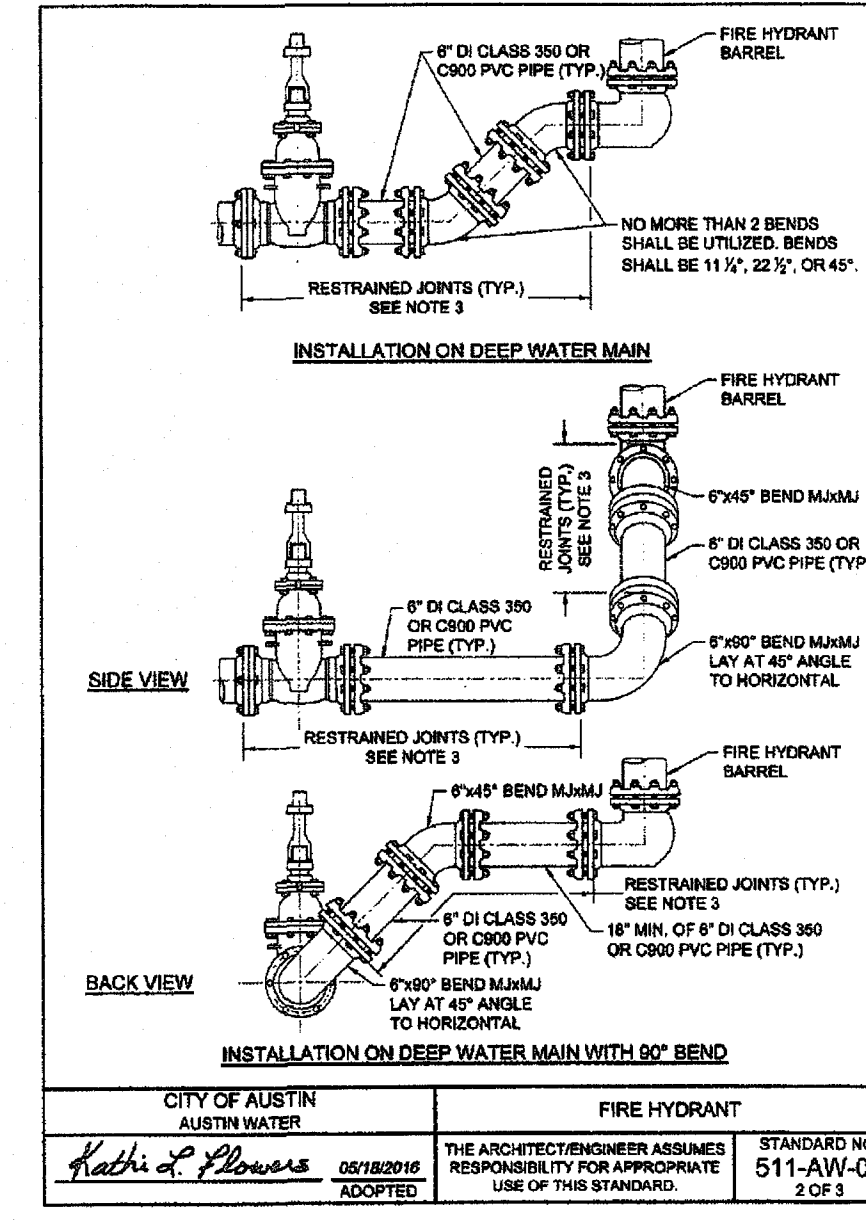 FIRE HYDRANT
BARREL
6" DI CLASS 350 OR
C900 PVC PIPE (TYP.)
NO MORE THAN 2 BENDS
SHALL BE UTILIZED. BENDS
SHALL BE 11 ¼°, 22 ½°, OR 45°.
RESTRAINED JOINTS (TYP.)
SEE NOTE 3
INSTALLATION ON DEEP WATER MAIN
FIRE HYDRANT
BARREL
RESTRAINED
JOINTS (TYP.)
SEE NOTE 3
6"x45° BEND MJxMJ
6" DI CLASS 350 OR
C900 PVC PIPE (TYP
6" DI CLASS 350
OR C900 PVC
PIPE (TYP.)
6"x90° BEND MJxMJ
LAY AT 45° ANGLE
TO HORIZONTAL
SIDE VIEW
RESTRAINED JOINTS (TYP.)
SEE NOTE 3
FIRE HYDRANT
BARREL
6"x45° BEND MJxMJ
RESTRAINED JOINTS (TYP.)
SEE NOTE 3
6" DI CLASS 350
OR C900 PVC
PIPE (TYP.)
18" MIN. OF 6" DI CLASS 350
OR C900 PVC PIPE (TYP.)
BACK VIEW
6"x90° BEND MJxMJ
LAY AT 45° ANGLE
TO HORIZONTAL
INSTALLATION ON DEEP WATER MAIN WITH 90° BEND
CITY OF AUSTIN
AUSTIN WATER
FIRE HYDRANT
Kathi L. Flowers
05/18/2016
ADOPTED
THE ARCHITECT/ENGINEER ASSUMES
RESPONSIBILITY FOR APPROPRIATE
USE OF THIS STANDARD.
STANDARD NO
511-AW-0
2 OF 3